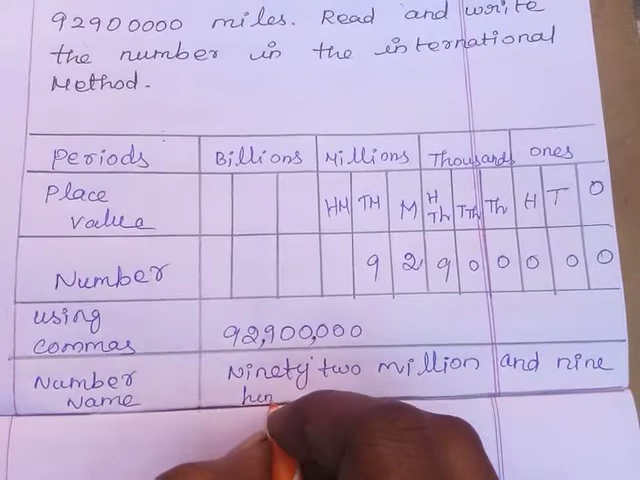 92900000 miles. Read and write
the number in the international
Method.
Periods Billions Millions Thousands ones
Place HM TM M H Th TTh Th H T O
value
Number 9 2 9 0 0 0 0 0
using
commas 92,900,000
Number Ninety two million and nine
Name hun